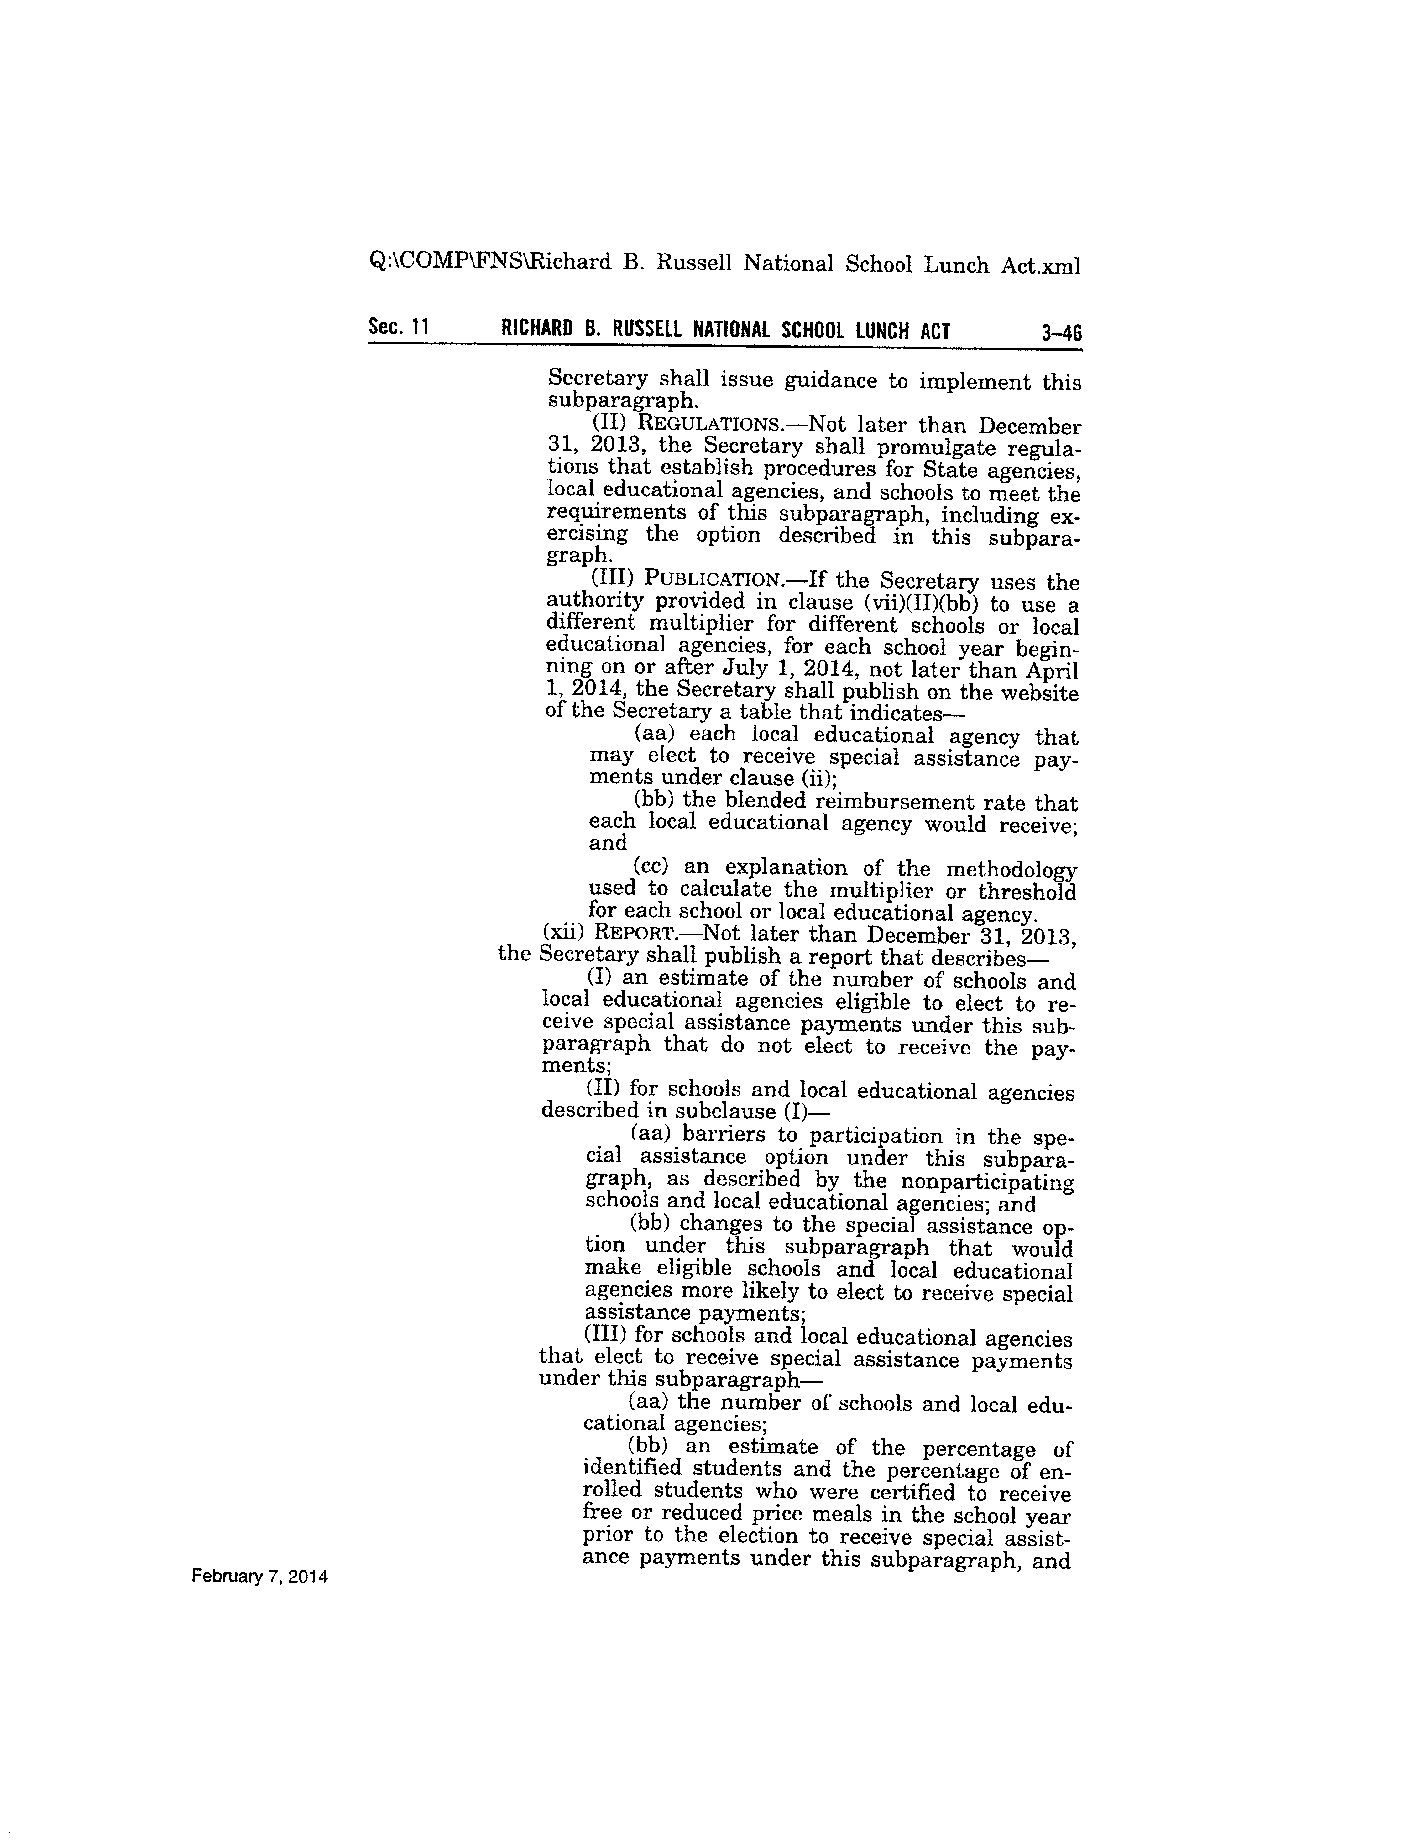 Q:\COMP\FNS\Richard B. Russell National School Lunch Act.xml
Sec. 11 RICHARD B. RUSSELL NATIONAL SCHOOL LUNCH ACT 3–46
Secretary shall issue guidance to implement this
subparagraph.
(II) REGULATIONS.—Not later than December
31, 2013, the Secretary shall promulgate regula-
tions that establish procedures for State agencies,
local educational agencies, and schools to meet the
requirements of this subparagraph, including ex-
ercising the option described in this subpara-
graph.
(III) PUBLICATION.—If the Secretary uses the
authority provided in clause (vii)(II)(bb) to use a
different multiplier for different schools or local
educational agencies, for each school year begin-
ning on or after July 1, 2014, not later than April
1, 2014, the Secretary shall publish on the website
of the Secretary a table that indicates—
(aa) each local educational agency that
may elect to receive special assistance pay-
ments under clause (ii);
(bb) the blended reimbursement rate that
each local educational agency would receive;
and
(cc) an explanation of the methodology
used to calculate the multiplier or threshold
for each school or local educational agency.
(xii) REPORT.—Not later than December 31, 2013,
the Secretary shall publish a report that describes—
(I) an estimate of the number of schools and
local educational agencies eligible to elect to re-
ceive special assistance payments under this sub-
paragraph that do not elect to receive the pay-
ments;
(II) for schools and local educational agencies
described in subclause (I)—
(aa) barriers to participation in the spe-
cial assistance option under this subpara-
graph, as described by the nonparticipating
schools and local educational agencies; and
(bb) changes to the special assistance op-
tion under this subparagraph that would
make eligible schools and local educational
agencies more likely to elect to receive special
assistance payments;
(III) for schools and local educational agencies
that elect to receive special assistance payments
under this subparagraph—
(aa) the number of schools and local edu-
cational agencies;
(bb) an estimate of the percentage of
identified students and the percentage of en-
rolled students who were certified to receive
free or reduced price meals in the school year
prior to the election to receive special assist-
ance payments under this subparagraph, and
February 7, 2014